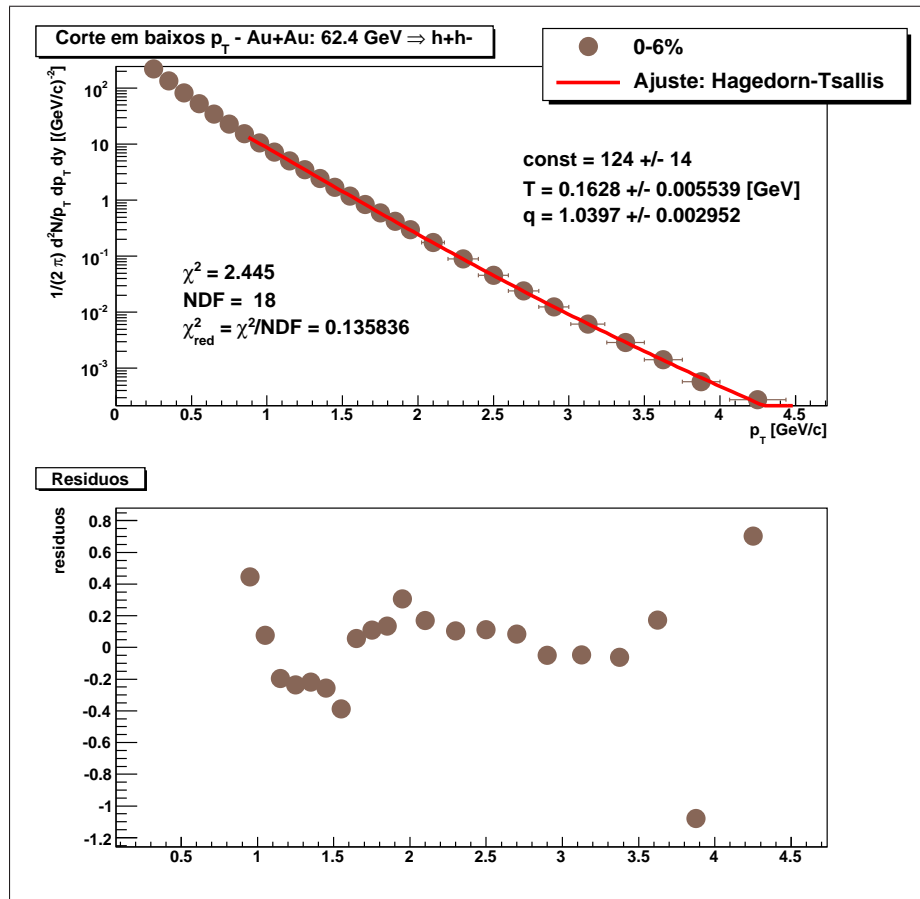 Corte em baixos p_T - Au+Au: 62.4 GeV ⇒ h+h-
0-6%
Ajuste: Hagedorn-Tsallis
1/(2 π) d²N/p_T dp_T dy [(GeV/c)⁻²]
10²
10
1
10⁻¹
10⁻²
10⁻³
const = 124 +/- 14
T = 0.1628 +/- 0.005539 [GeV]
q = 1.0397 +/- 0.002952
χ² = 2.445
NDF = 18
χ²_red = χ²/NDF = 0.135836
0 0.5 1 1.5 2 2.5 3 3.5 4 4.5
p_T [GeV/c]
Residuos
residuos
0.8
0.6
0.4
0.2
0
-0.2
-0.4
-0.6
-0.8
-1
-1.2
0.5 1 1.5 2 2.5 3 3.5 4 4.5